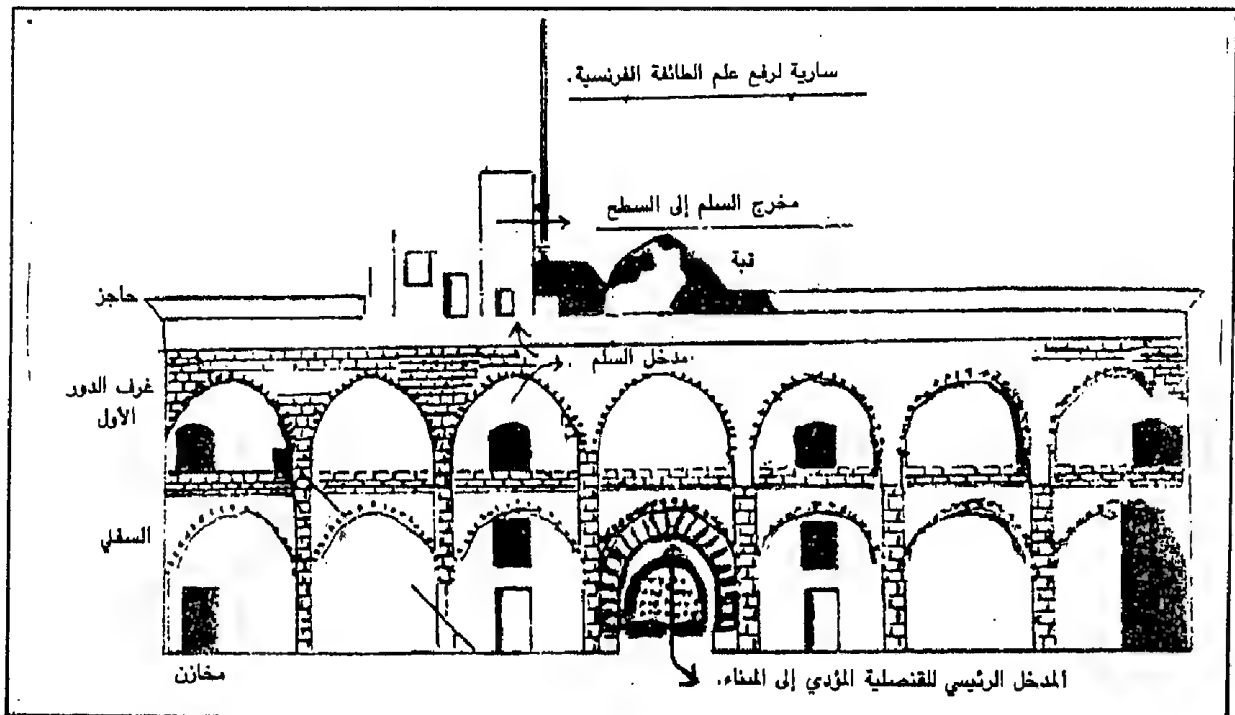 سارية لرفع علم الطائفة الفرنسية.
مخرج السلم إلى السطح
قبة
حاجز
مدخل السلم
غرف الدور
الأول
السفلي
مخازن
المدخل الرئيسي للقنصلية المؤدي إلى الميناء.